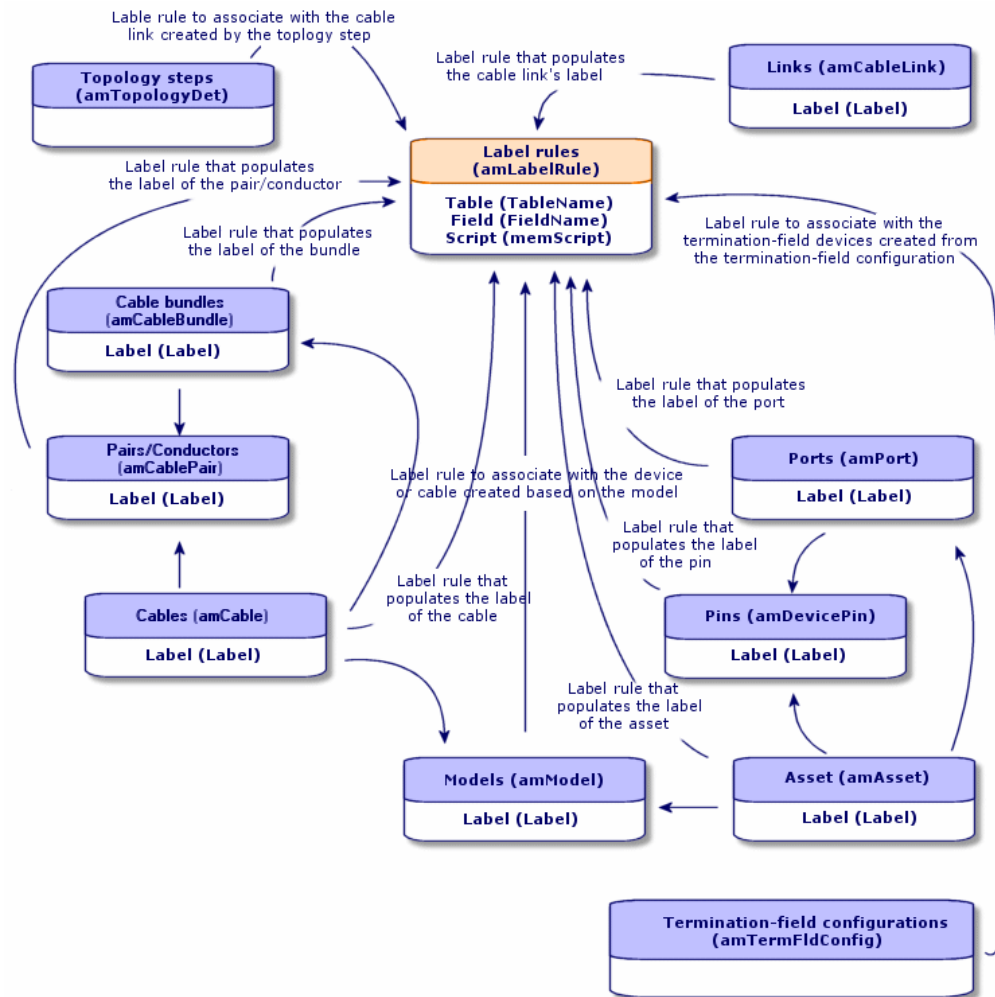 Lable rule to associate with the cable
link created by the toplogy step
Topology steps
(amTopologyDet)
Label rule that populates
the cable link's label
Links (amCableLink)
Label (Label)
Label rules
(amLabelRule)
Table (TableName)
Field (FieldName)
Script (memScript)
Label rule that populates
the label of the pair/conductor
Label rule that populates
the label of the bundle
Label rule to associate with the
termination-field devices created from
the termination-field configuration
Cable bundles
(amCableBundle)
Label (Label)
Label rule that populates
the label of the port
Pairs/Conductors
(amCablePair)
Label (Label)
Label rule to associate with the device
or cable created based on the model
Ports (amPort)
Label (Label)
Label rule that
populates the label
of the pin
Label rule that
populates the label
of the cable
Cables (amCable)
Label (Label)
Pins (amDevicePin)
Label (Label)
Label rule that
populates the label
of the asset
Models (amModel)
Label (Label)
Asset (amAsset)
Label (Label)
Termination-field configurations
(amTermFldConfig)